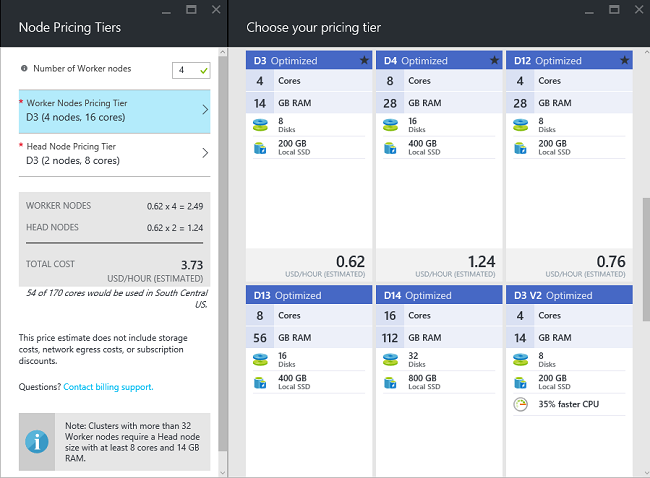 Node Pricing Tiers
Number of Worker nodes
4
* Worker Nodes Pricing Tier
D3 (4 nodes, 16 cores)
* Head Node Pricing Tier
D3 (2 nodes, 8 cores)
WORKER NODES 0.62 x 4 = 2.49
HEAD NODES 0.62 x 2 = 1.24
TOTAL COST 3.73
USD/HOUR (ESTIMATED)
54 of 170 cores would be used in South Central
US.
This price estimate does not include storage
costs, network egress costs, or subscription
discounts.
Questions? Contact billing support.
Note: Clusters with more than 32
Worker nodes require a Head node
size with at least 8 cores and 14 GB
RAM.
Choose your pricing tier
D3 Optimized
4 Cores
14 GB RAM
8
Disks
200 GB
Local SSD
0.62
USD/HOUR (ESTIMATED)
D4 Optimized
8 Cores
28 GB RAM
16
Disks
400 GB
Local SSD
1.24
USD/HOUR (ESTIMATED)
D12 Optimized
4 Cores
28 GB RAM
8
Disks
200 GB
Local SSD
0.76
USD/HOUR (ESTIMATED)
D13 Optimized
8 Cores
56 GB RAM
16
Disks
400 GB
Local SSD
D14 Optimized
16 Cores
112 GB RAM
32
Disks
800 GB
Local SSD
D3 V2 Optimized
4 Cores
14 GB RAM
8
Disks
200 GB
Local SSD
35% faster CPU